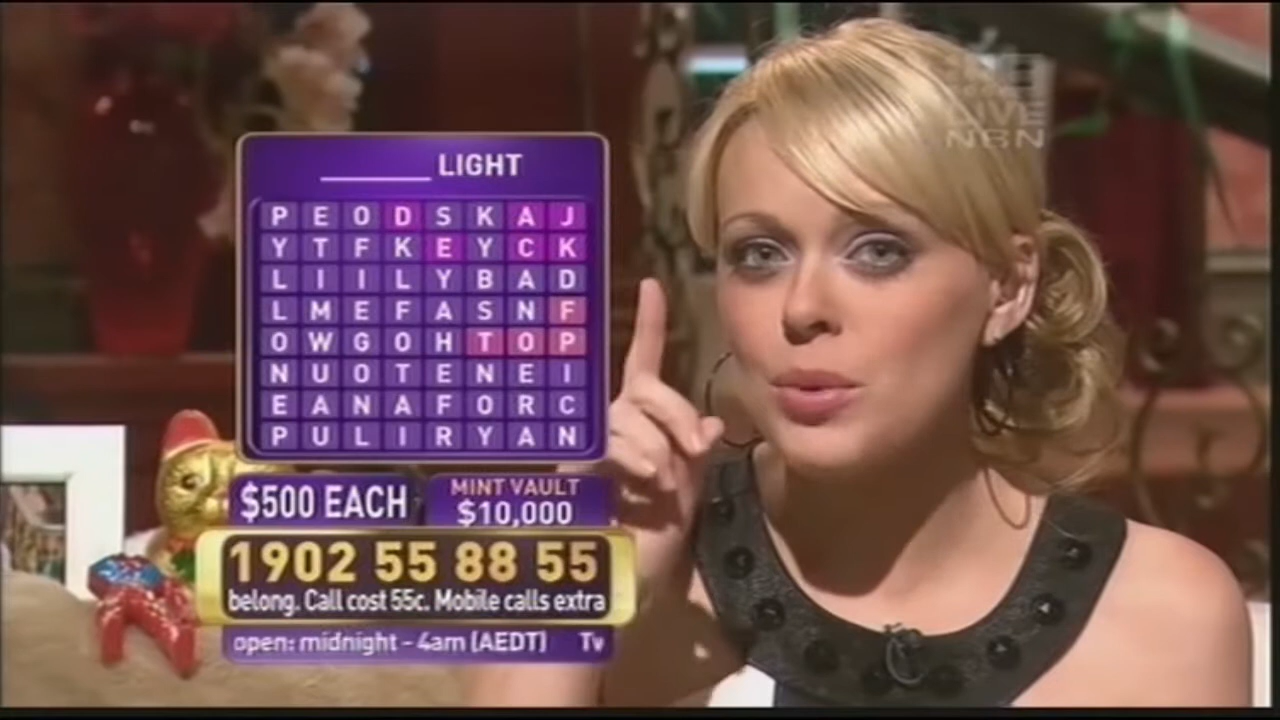 LIVE
NBN
______ LIGHT
P E O D S K A J
Y T F K E Y C K
L I I L Y B A D
L M E F A S N F
O W G O H T O P
N U O T E N E I
E A N A F O R C
P U L I R Y A N
$500 EACH
MINT VAULT
$10,000
1902 55 88 55
belong. Call cost 55c. Mobile calls extra
open: midnight - 4am (AEDT)
Tv